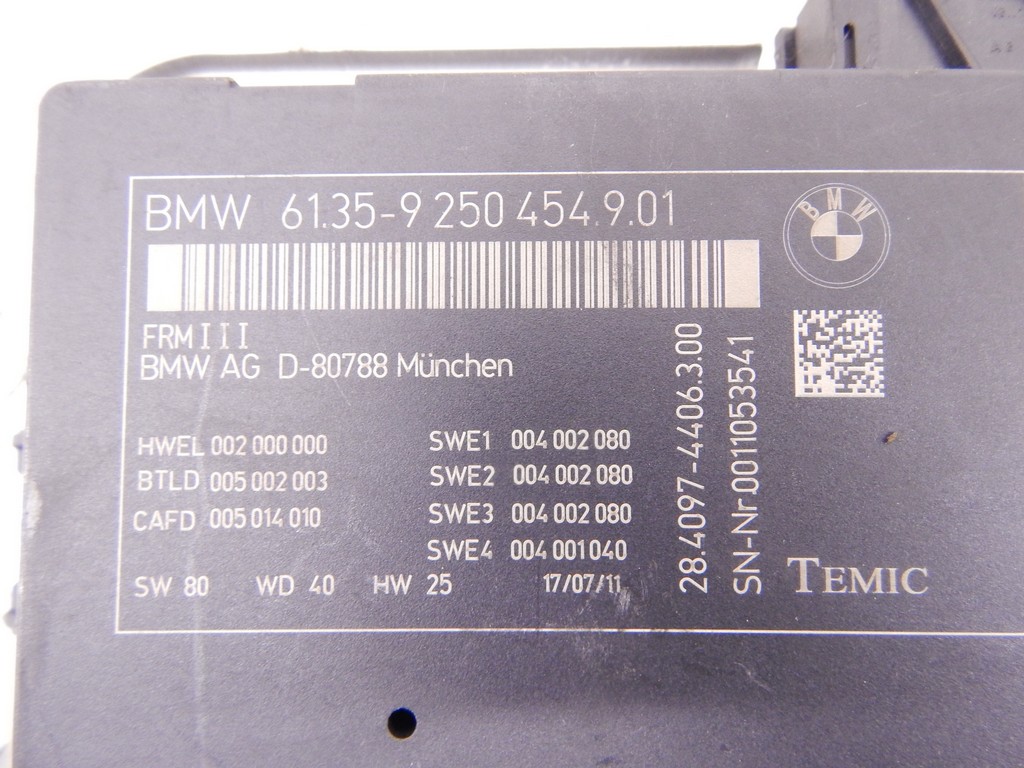 BMW 61.35-9 250 454.9.01
BMW
FRMIII
BMW AG D-80788 München
HWEL 002 000 000
BTLD 005 002 003
CAFD 005 014 010
SWE1 004 002 080
SWE2 004 002 080
SWE3 004 002 080
SWE4 004 001 040
SW 80 WD 40 HW 25 17/07/11
28.4097-4406.3.00
SN-Nr.0011053541
TEMIC